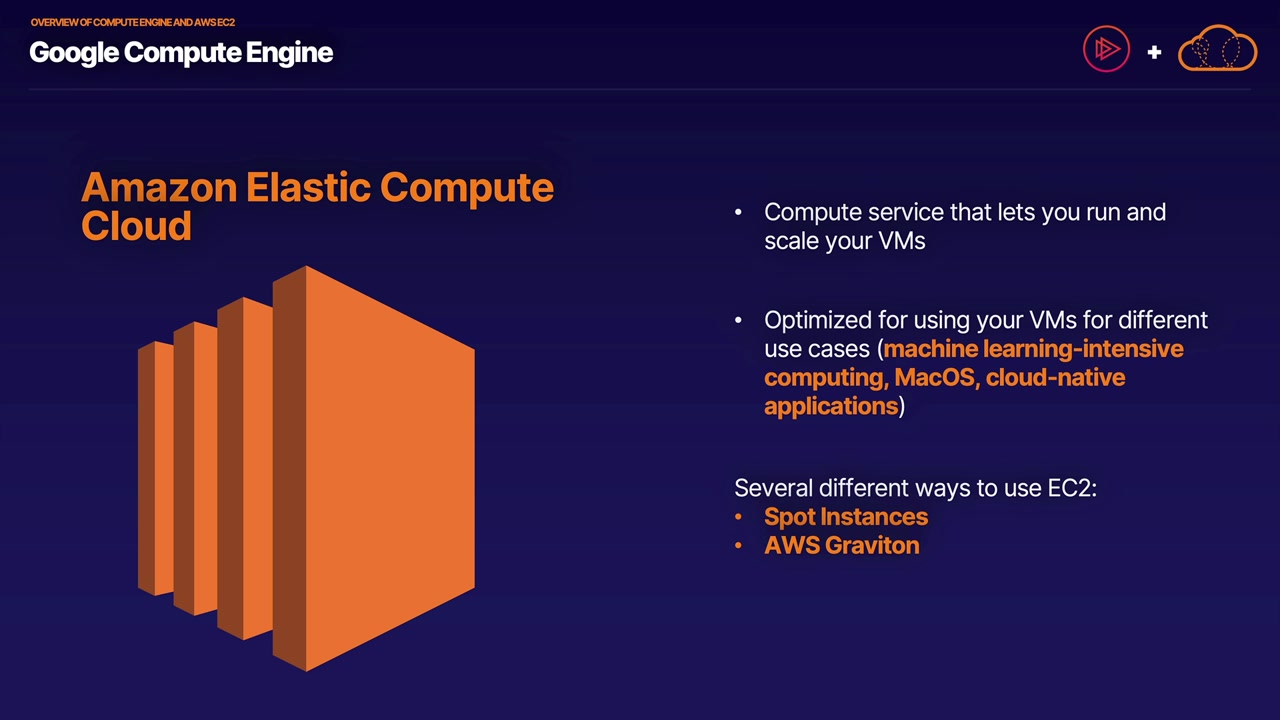 OVERVIEW OF COMPUTE ENGINE AND AWS EC2
Google Compute Engine
+
Amazon Elastic Compute
Cloud
• Compute service that lets you run and
scale your VMs
• Optimized for using your VMs for different
use cases (machine learning-intensive
computing, MacOS, cloud-native
applications)
Several different ways to use EC2:
• Spot Instances
• AWS Graviton